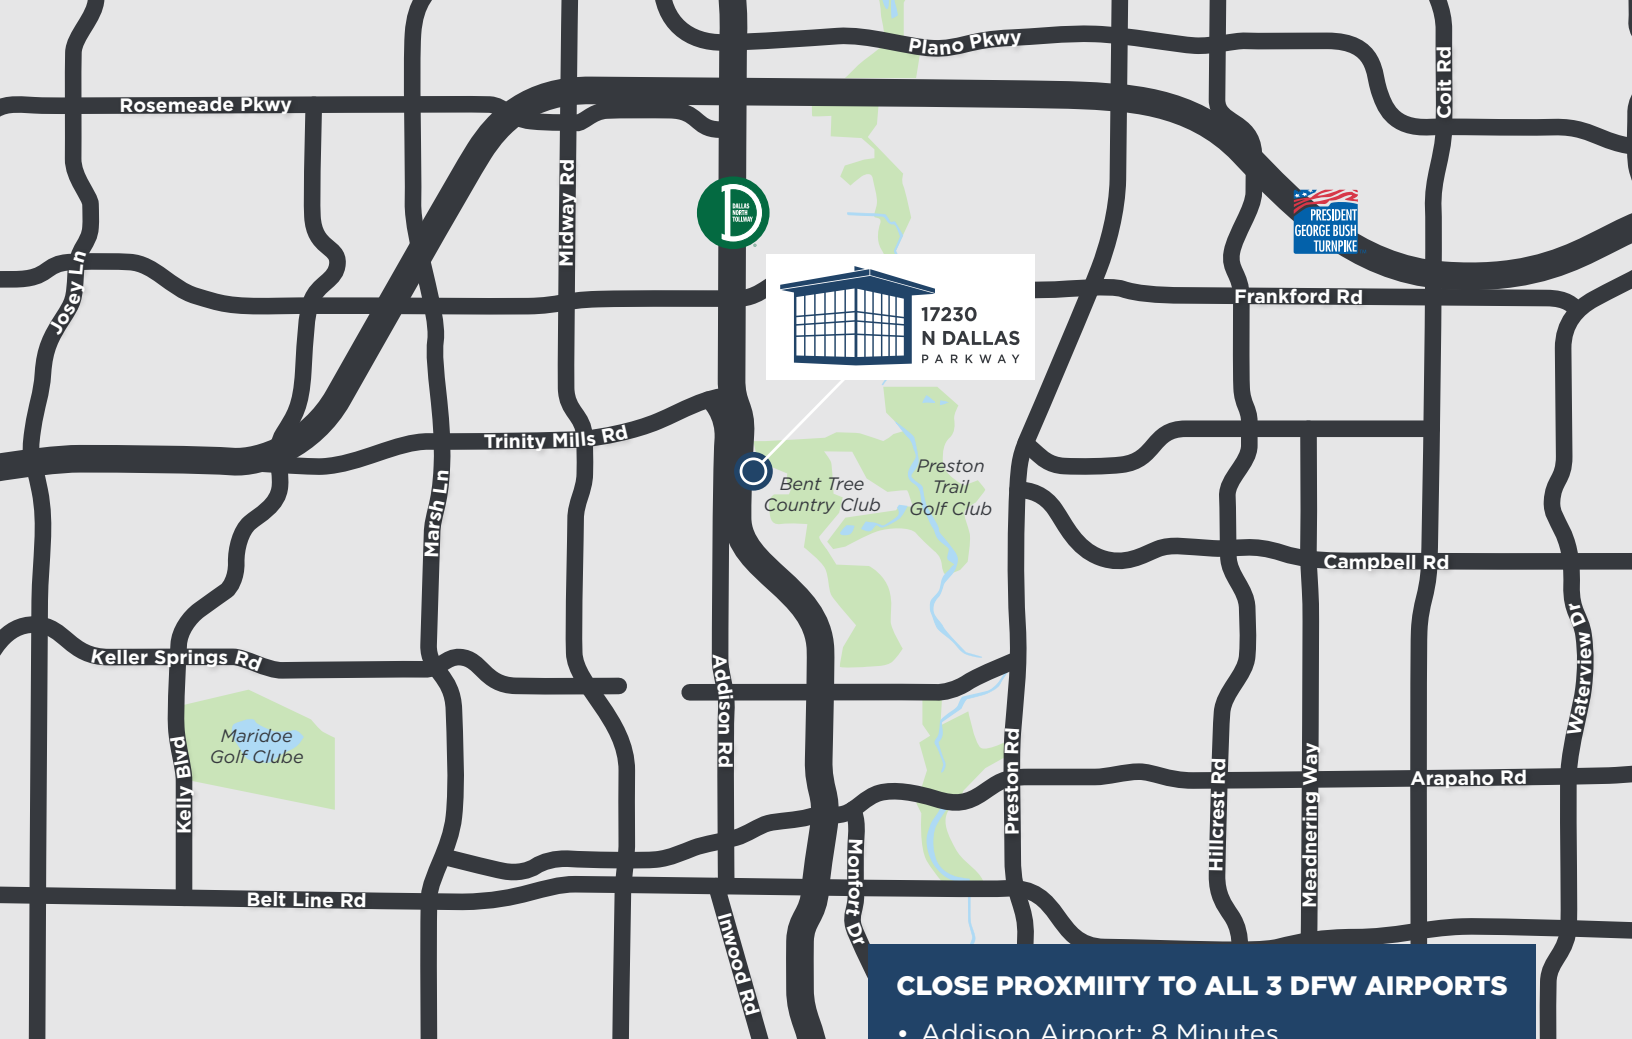 Plano Pkwy
Coit Rd
Rosemeade Pkwy
Midway Rd
DALLAS
NORTH
TOLLWAY
PRESIDENT
GEORGE BUSH
TURNPIKE
Josey Ln
Frankford Rd
17230
N DALLAS
PARKWAY
Trinity Mills Rd
Marsh Ln
Bent Tree
Country Club
Preston
Trail
Golf Club
Campbell Rd
Waterview Dr
Keller Springs Rd
Addison Rd
Maridoe
Golf Clube
Kelly Blvd
Preston Rd
Hillcrest Rd
Meadnering Way
Arapaho Rd
Monfort Dr
Belt Line Rd
Inwood Rd
CLOSE PROXMIITY TO ALL 3 DFW AIRPORTS
• Addison Airport: 8 Minutes